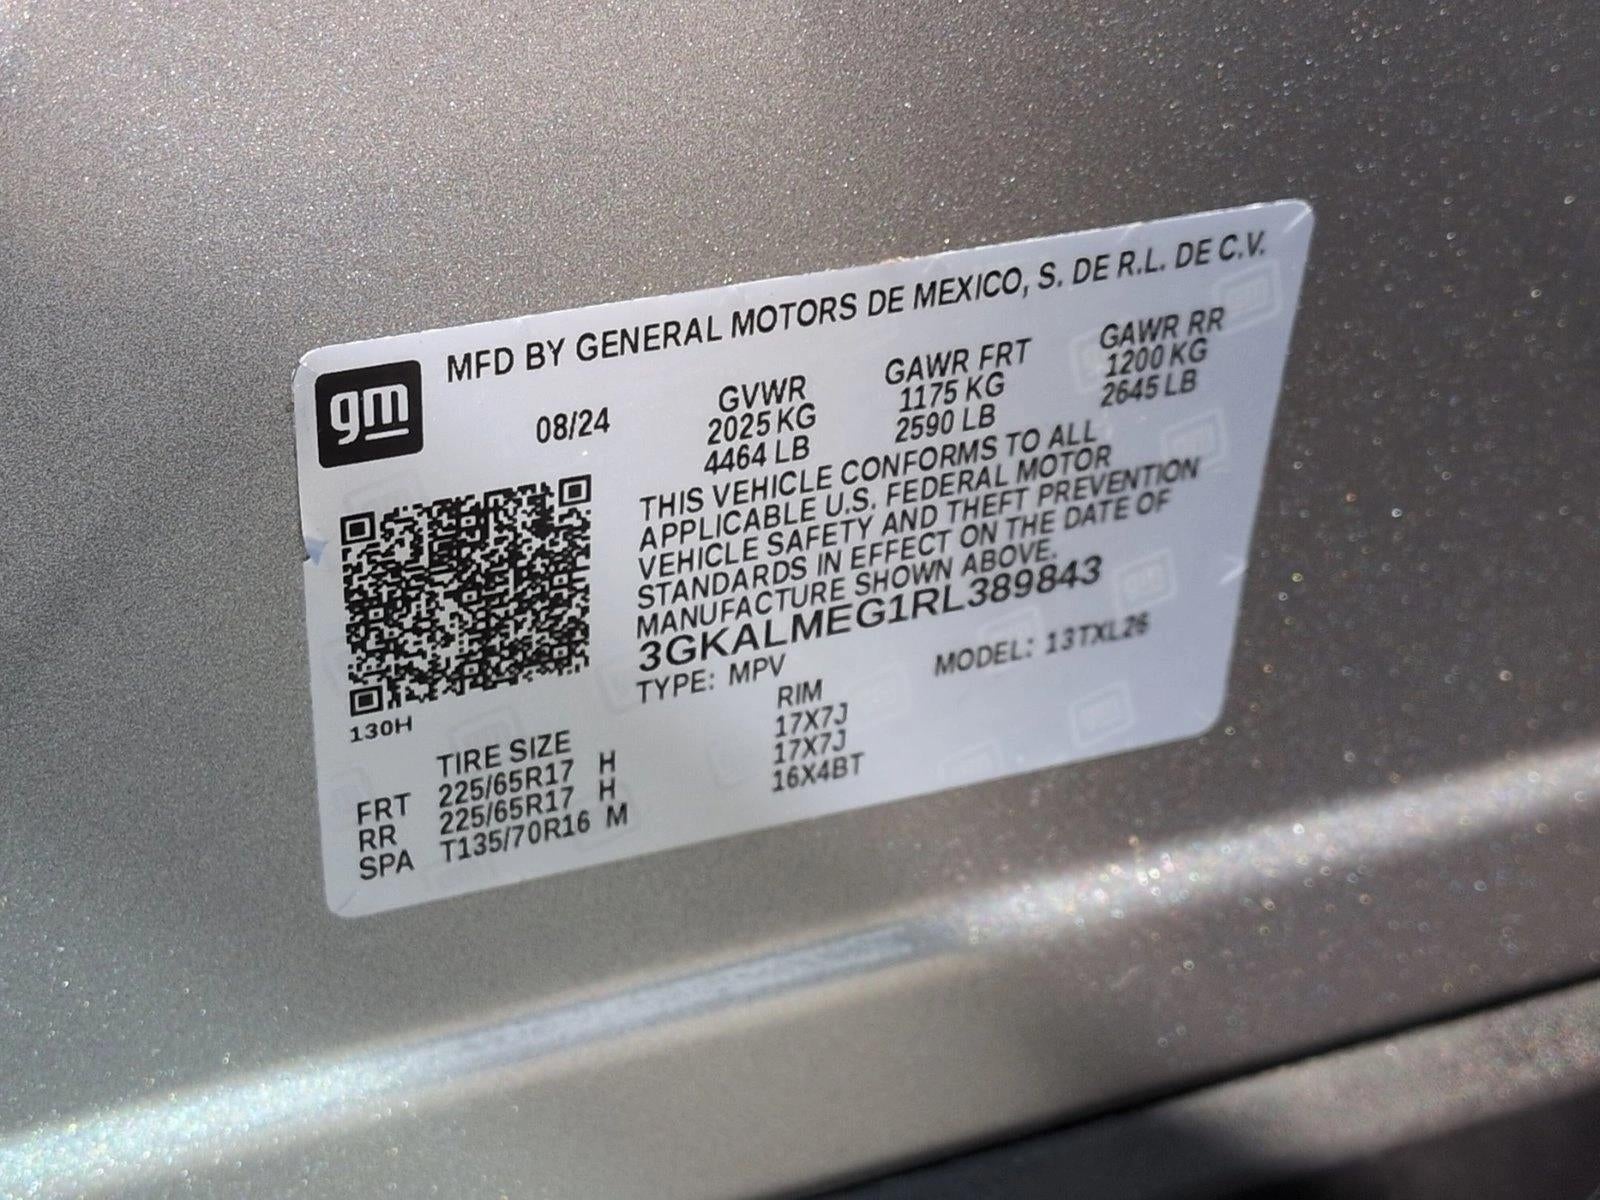 MFD BY GENERAL MOTORS DE MEXICO, S. DE R.L. DE C.V.
gm
08/24
GVWR
2025 KG
4464 LB
GAWR FRT
1175 KG
2590 LB
GAWR RR
1200 KG
2645 LB
THIS VEHICLE CONFORMS TO ALL
APPLICABLE U.S. FEDERAL MOTOR
VEHICLE SAFETY AND THEFT PREVENTION
STANDARDS IN EFFECT ON THE DATE OF
MANUFACTURE SHOWN ABOVE.
3GKALMEG1RL389843
TYPE: MPV
MODEL: 13TXL26
130H
TIRE SIZE
RIM
FRT 225/65R17 H 17X7J
RR 225/65R17 H 17X7J
SPA T135/70R16 M 16X4BT